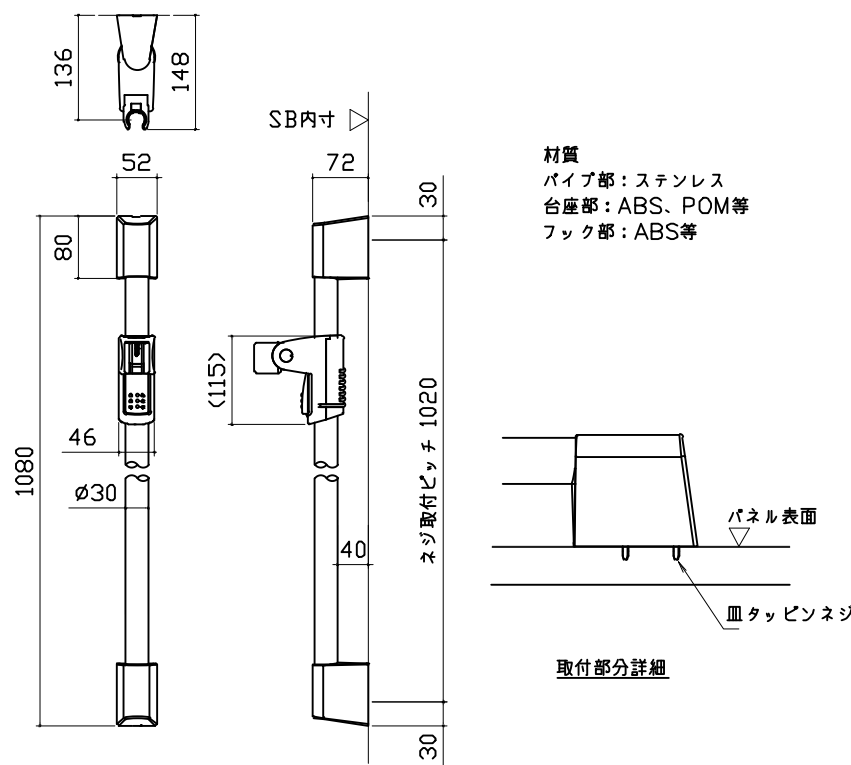 136
148
SB内寸
52
72
30
80
材質
パイプ部：ステンレス
台座部：ABS、POM等
フック部：ABS等
(115)
46
1080
ø30
ネジ取付ピッチ 1020
40
パネル表面
皿タッピンネジ
取付部分詳細
30